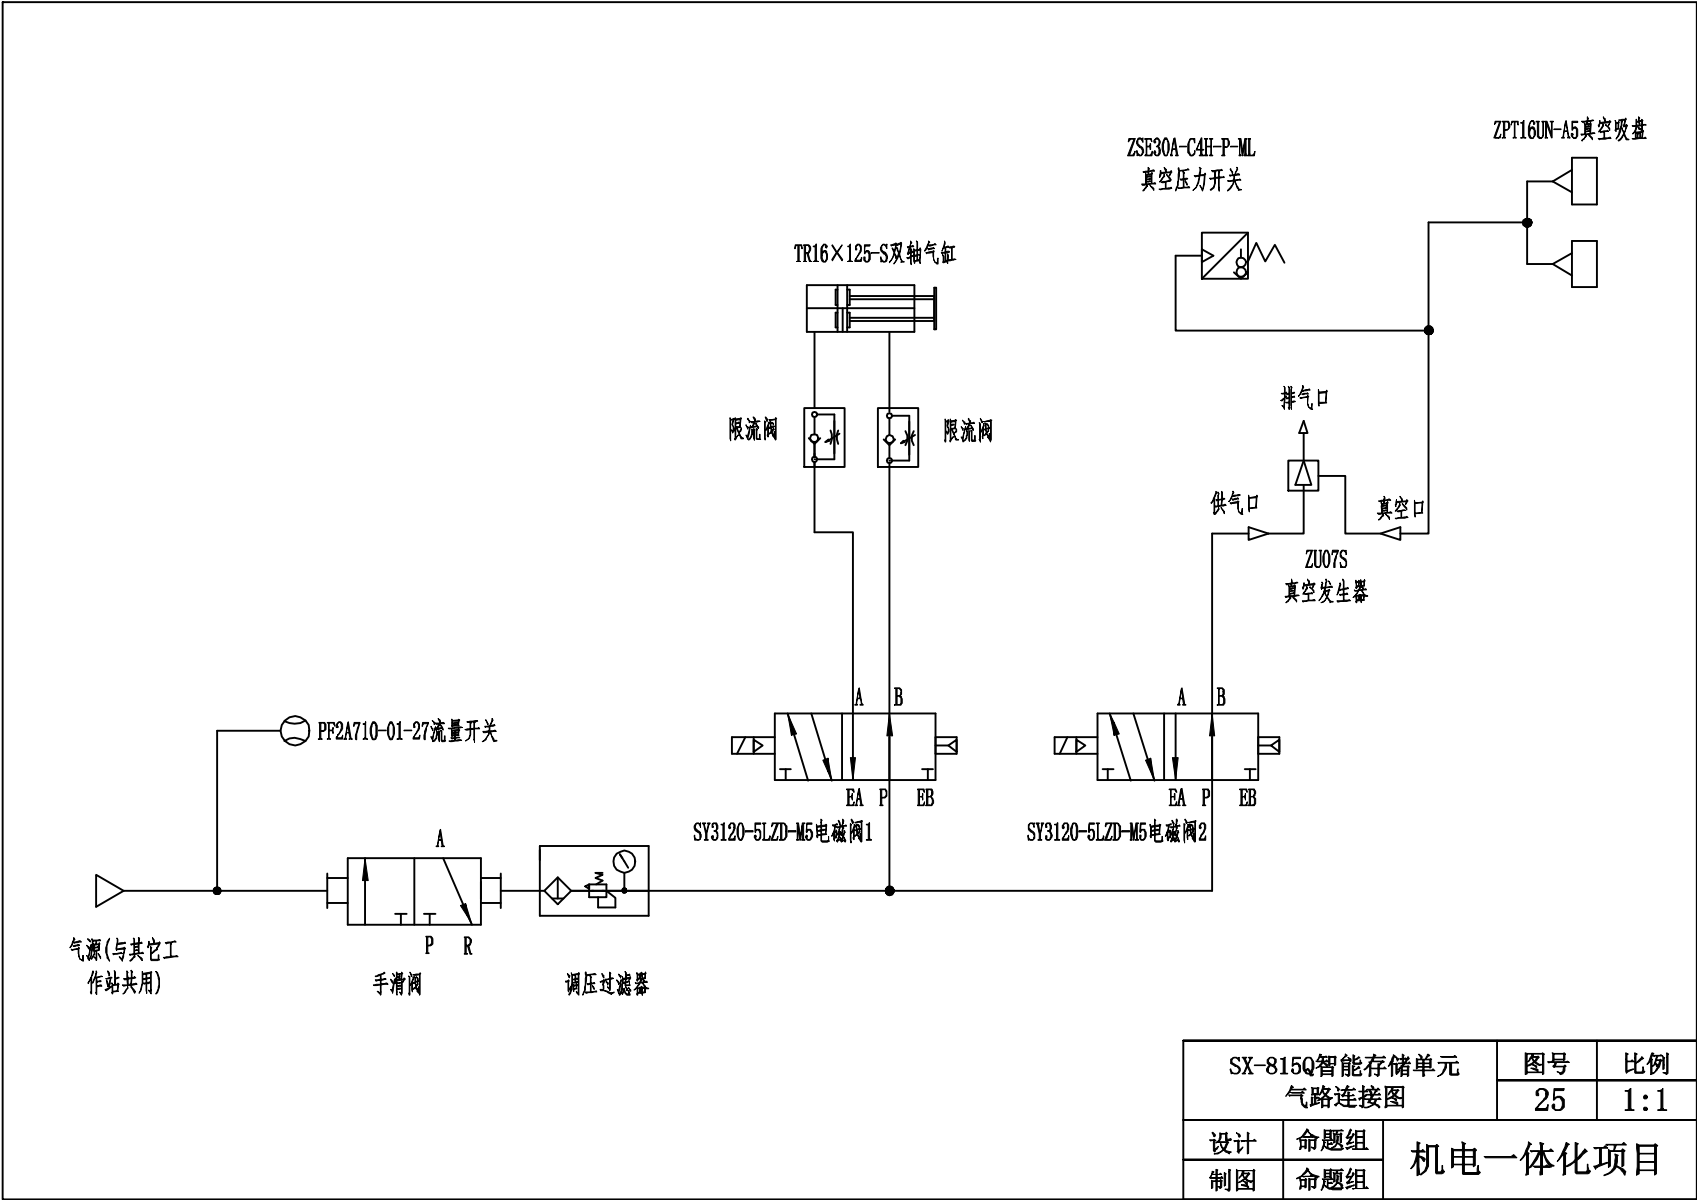 ZPT16UN-A5真空吸盘
ZSE30A-C4H-P-ML
真空压力开关
TR16×125-S双轴气缸
排气口
限流阀
限流阀
供气口
真空口
ZU07S
真空发生器
A
B
A
B
PF2A710-01-27流量开关
EA
P
EB
EA
P
EB
SY3120-5LZD-M5电磁阀1
SY3120-5LZD-M5电磁阀2
A
P
R
气源(与其它工
作站共用)
手滑阀
调压过滤器
SX-815Q智能存储单元
气路连接图
图号
比例
25
1:1
设计
命题组
机电一体化项目
制图
命题组